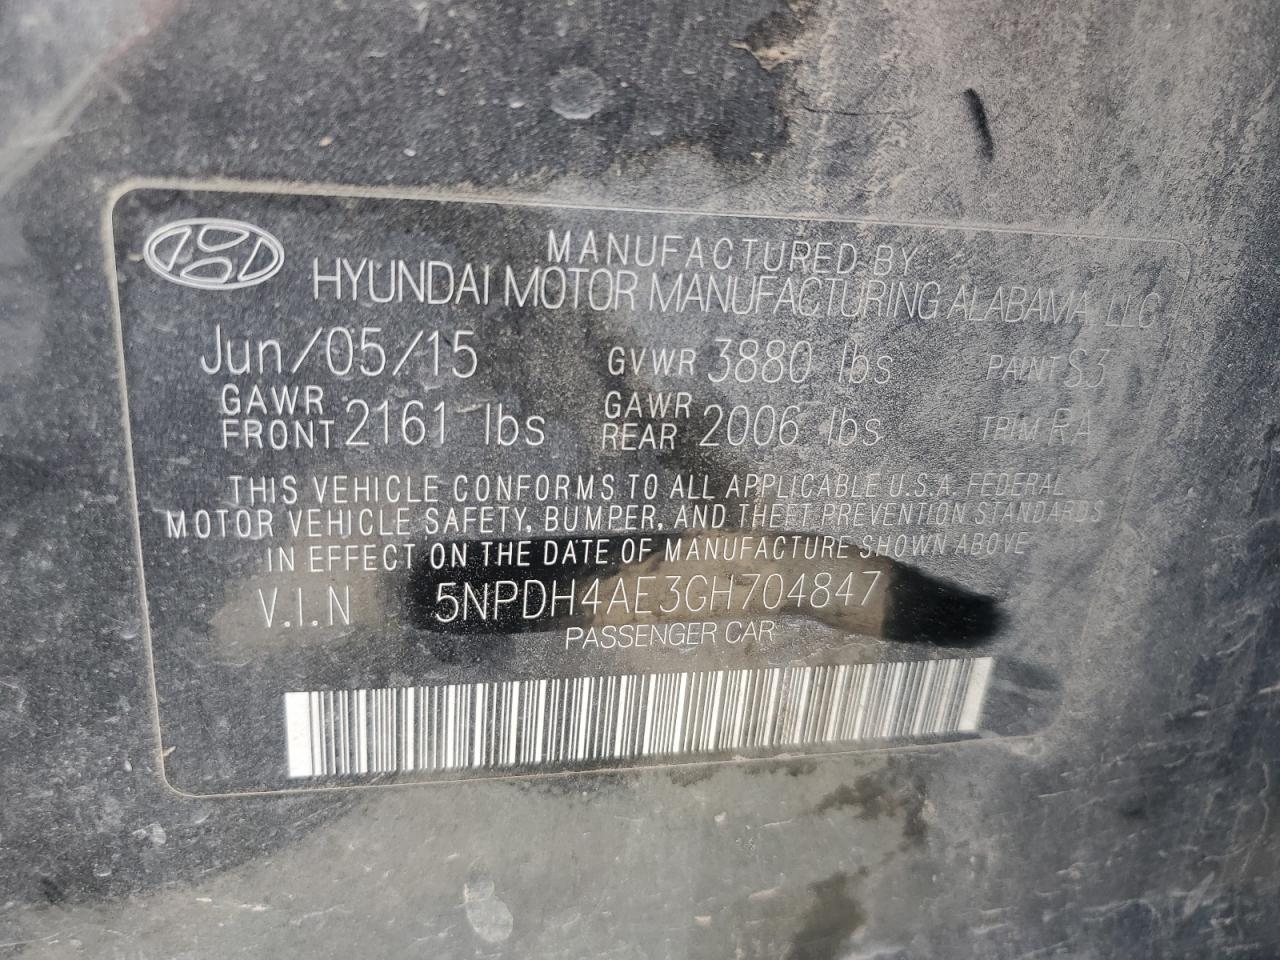 MANUFACTURED BY
HYUNDAI MOTOR MANUFACTURING ALABAMA, LLC
Jun/05/15 GVWR 3880 lbs PAINT S3
GAWR FRONT 2161 lbs GAWR REAR 2006 lbs TRIM RA
THIS VEHICLE CONFORMS TO ALL APPLICABLE U.S.A. FEDERAL
MOTOR VEHICLE SAFETY, BUMPER, AND THEFT PREVENTION STANDARDS
IN EFFECT ON THE DATE OF MANUFACTURE SHOWN ABOVE
V.I.N 5NPDH4AE3GH704847
PASSENGER CAR